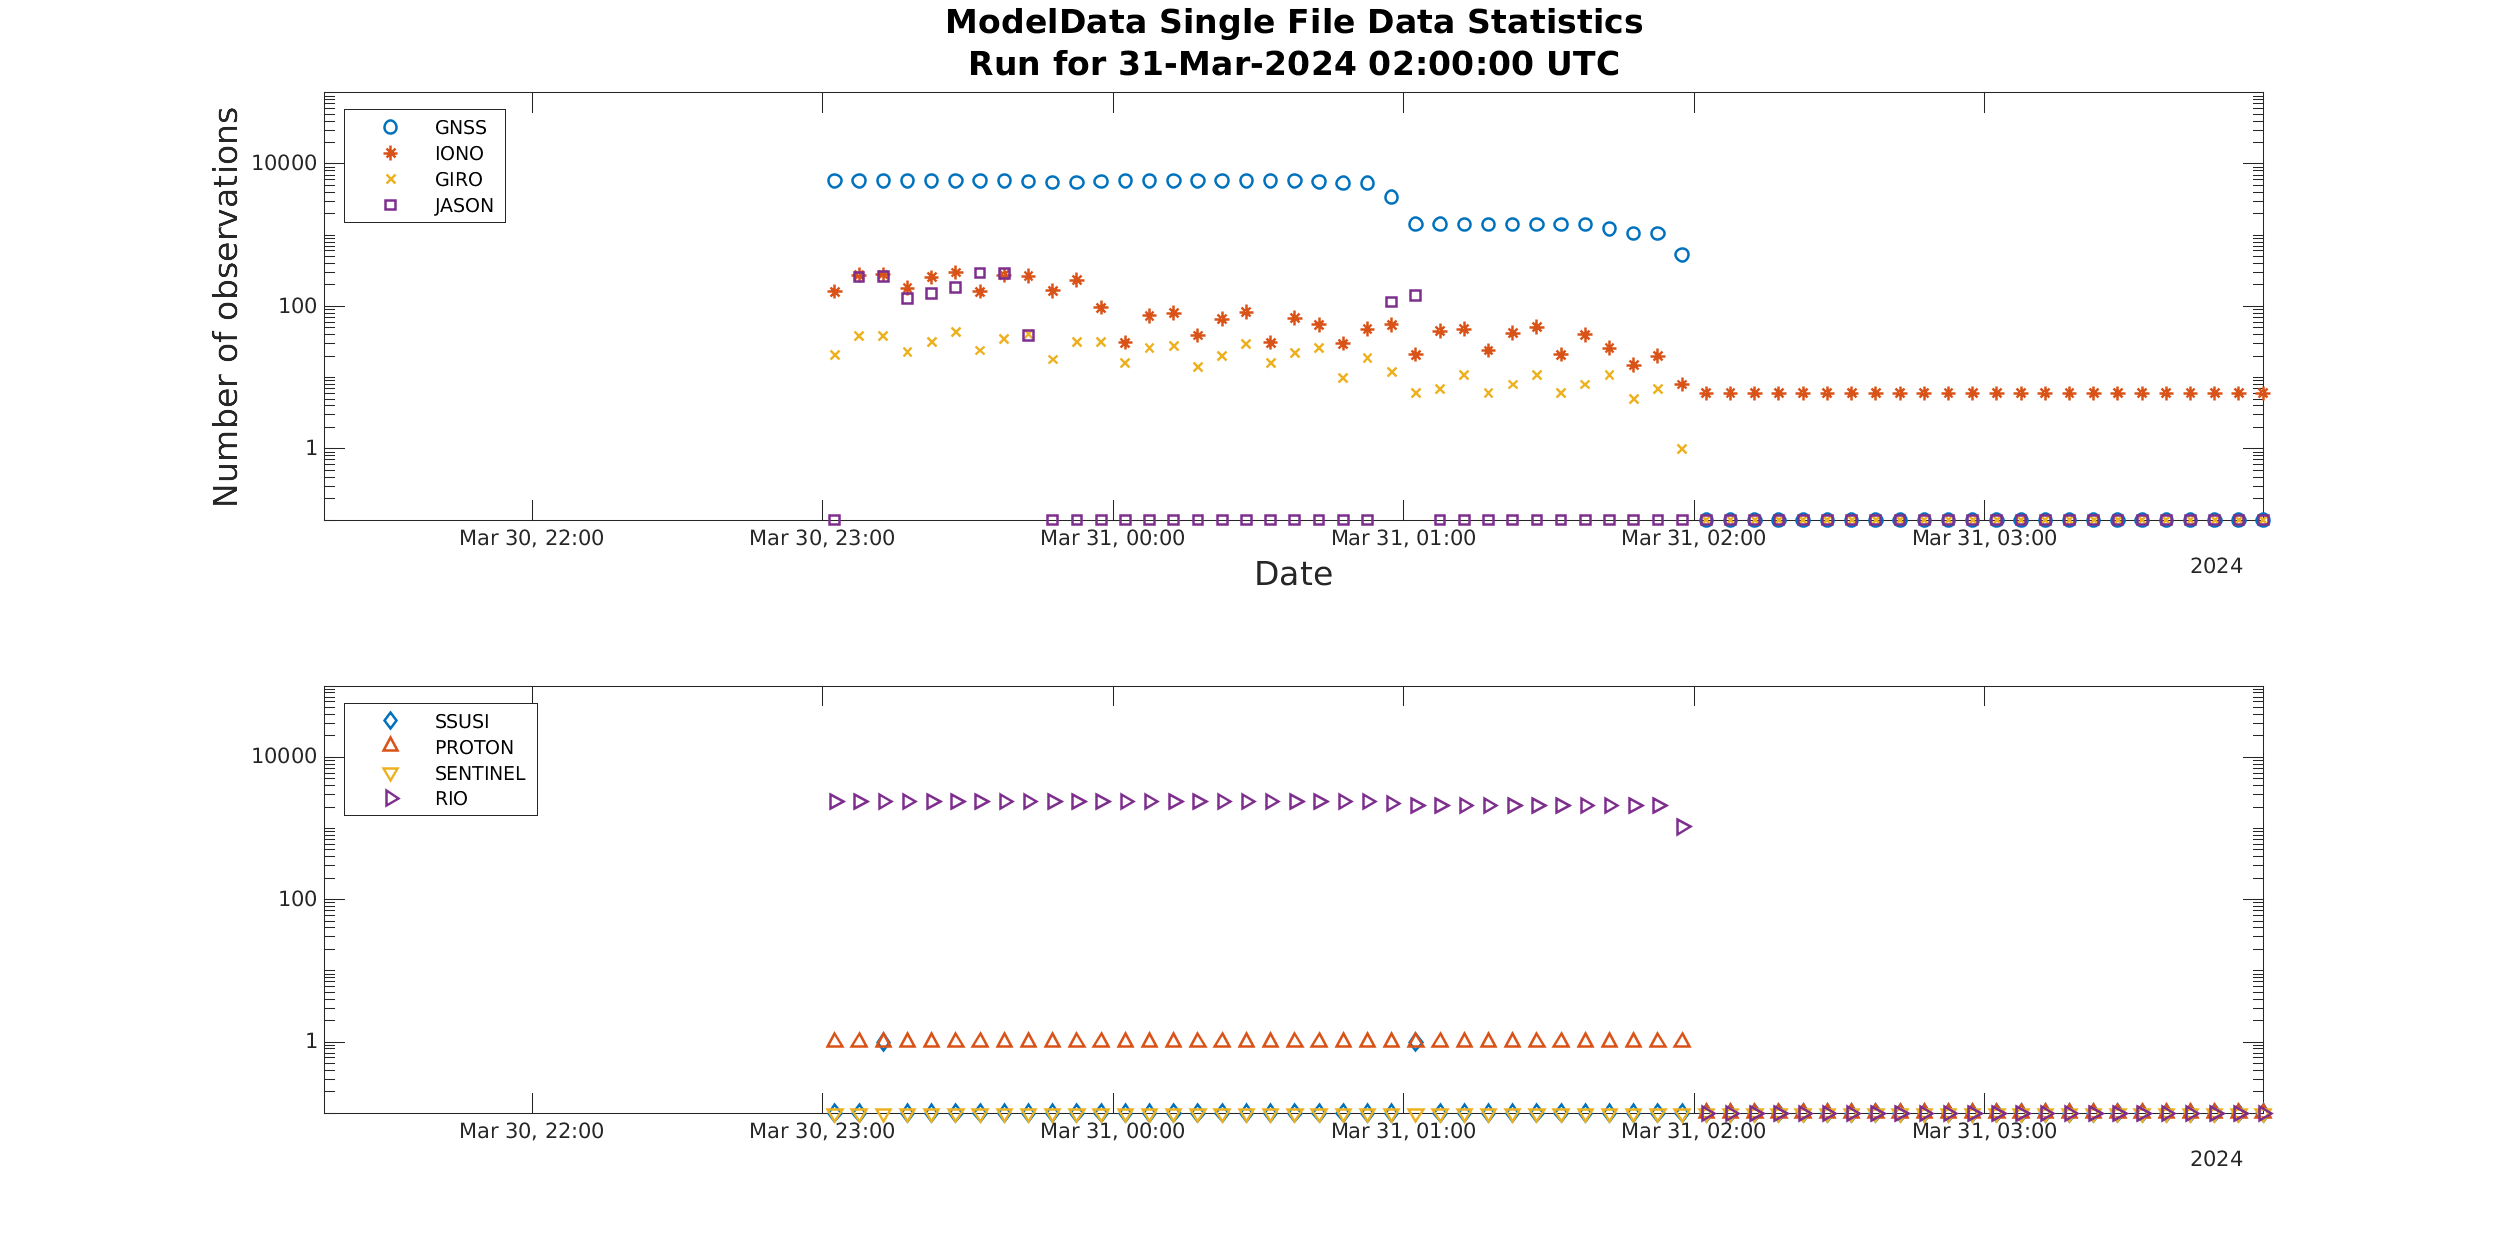 ModelData Single File Data Statistics
Run for 31-Mar-2024 02:00:00 UTC
Number of observations
10000
100
1
GNSS
IONO
GIRO
JASON
Mar 30, 22:00
Mar 30, 23:00
Mar 31, 00:00
Mar 31, 01:00
Mar 31, 02:00
Mar 31, 03:00
2024
Date
10000
100
1
SSUSI
PROTON
SENTINEL
RIO
Mar 30, 22:00
Mar 30, 23:00
Mar 31, 00:00
Mar 31, 01:00
Mar 31, 02:00
Mar 31, 03:00
2024